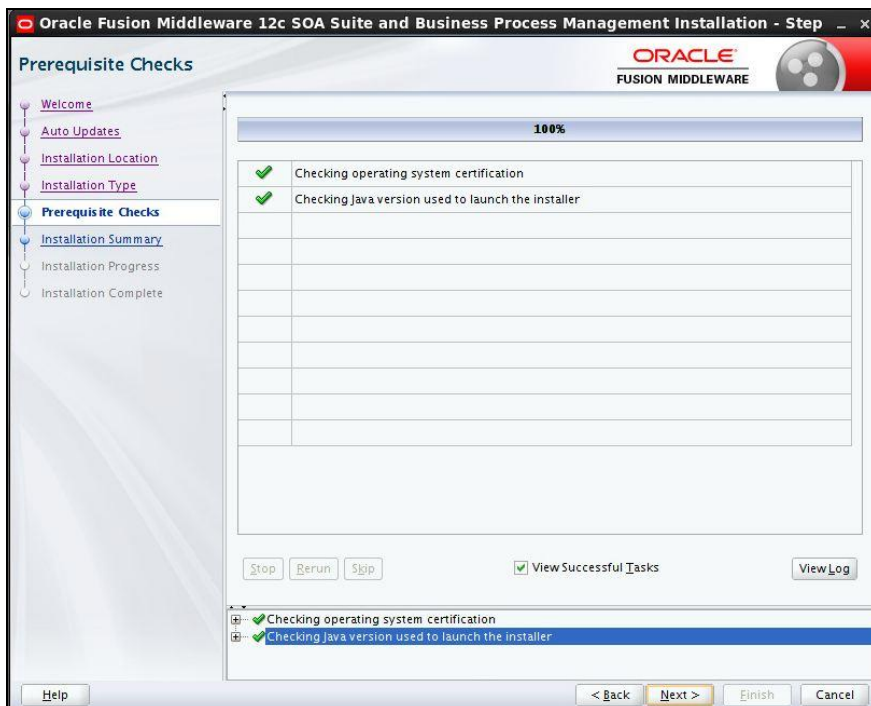 Oracle Fusion Middleware 12c SOA Suite and Business Process Management Installation - Step
Prerequisite Checks
ORACLE
FUSION MIDDLEWARE
Welcome
Auto Updates
Installation Location
Installation Type
Prerequisite Checks
Installation Summary
Installation Progress
Installation Complete
100%
Checking operating system certification
Checking Java version used to launch the installer
Stop Rerun Skip View Successful Tasks View Log
Checking operating system certification
Checking Java version used to launch the installer
Help < Back Next > Finish Cancel